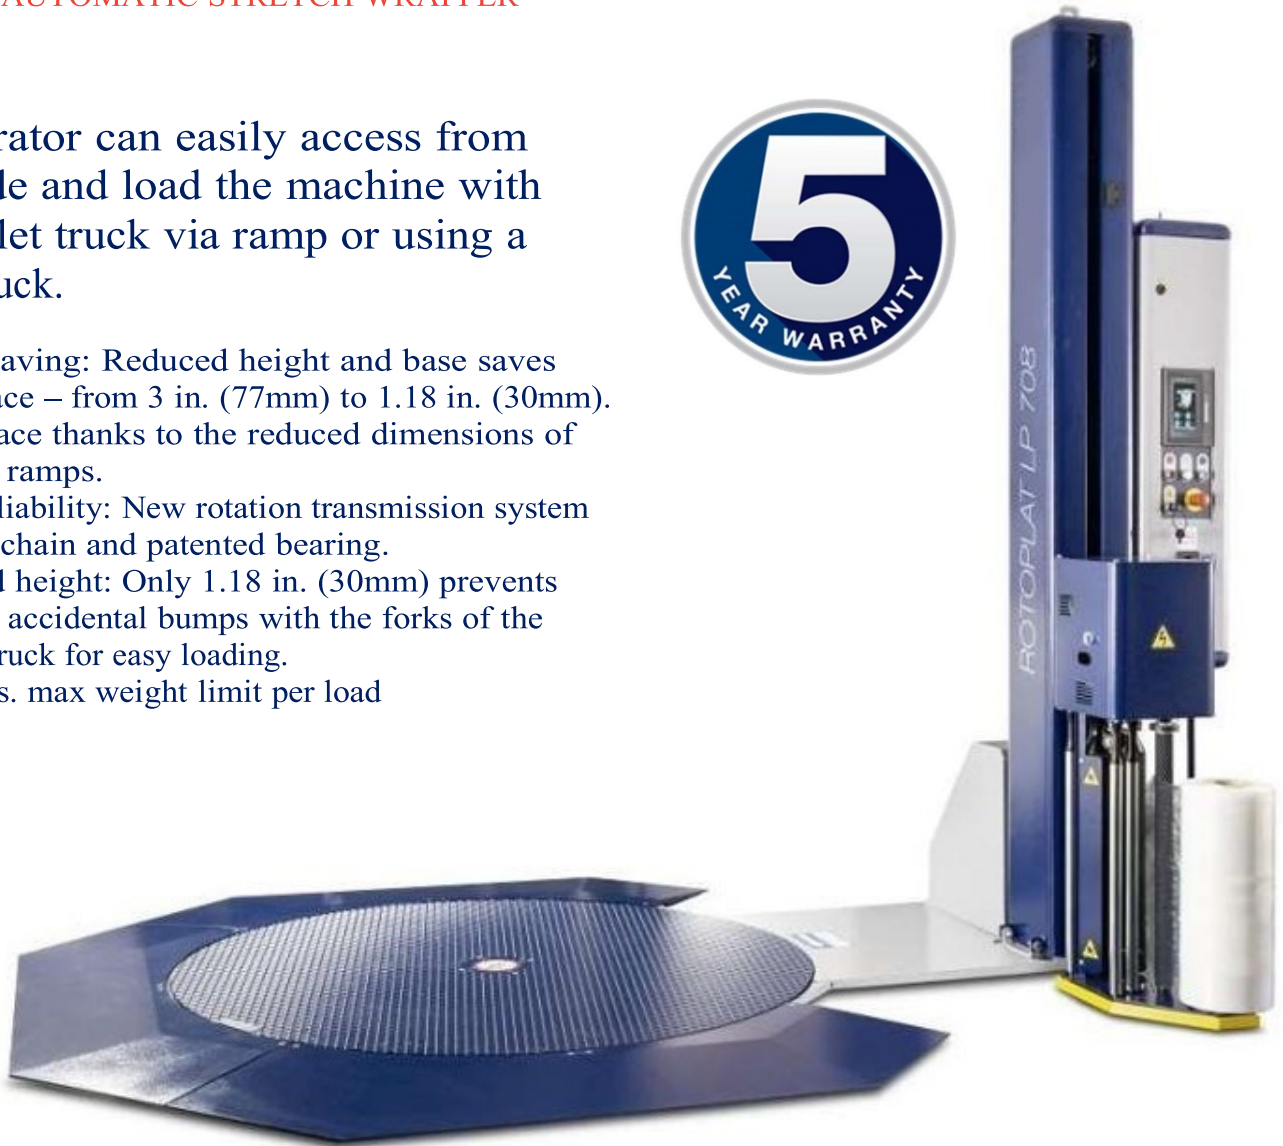 AUTOMATIC STRETCH WRAPPER
rator can easily access from
de and load the machine with
let truck via ramp or using a
uck.
aving: Reduced height and base saves
ace – from 3 in. (77mm) to 1.18 in. (30mm).
ace thanks to the reduced dimensions of
ramps.
liability: New rotation transmission system
chain and patented bearing.
d height: Only 1.18 in. (30mm) prevents
accidental bumps with the forks of the
ruck for easy loading.
s. max weight limit per load
5
YEAR WARRANTY
ROTOPLAT LP 708